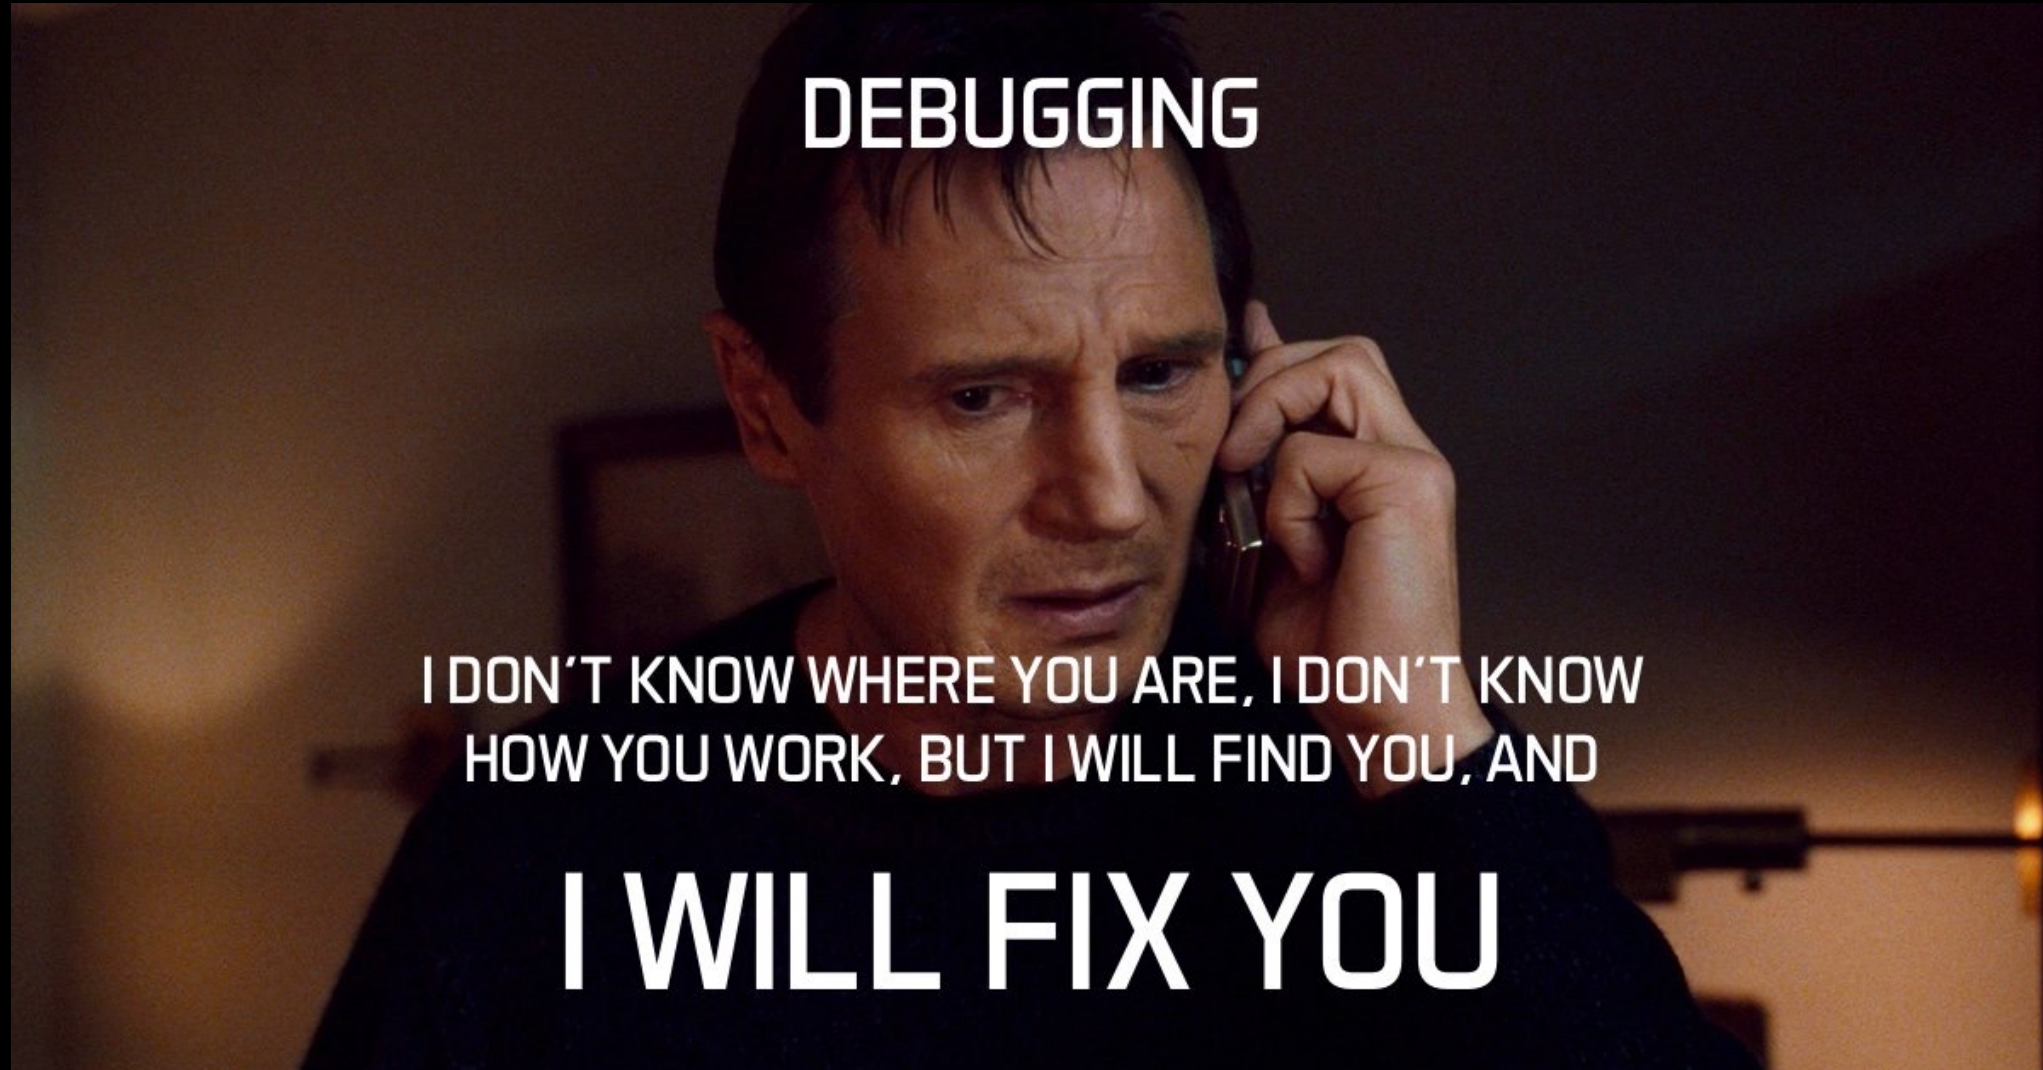 DEBUGGING
I DON'T KNOW WHERE YOU ARE, I DON'T KNOW
HOW YOU WORK, BUT I WILL FIND YOU, AND
I WILL FIX YOU